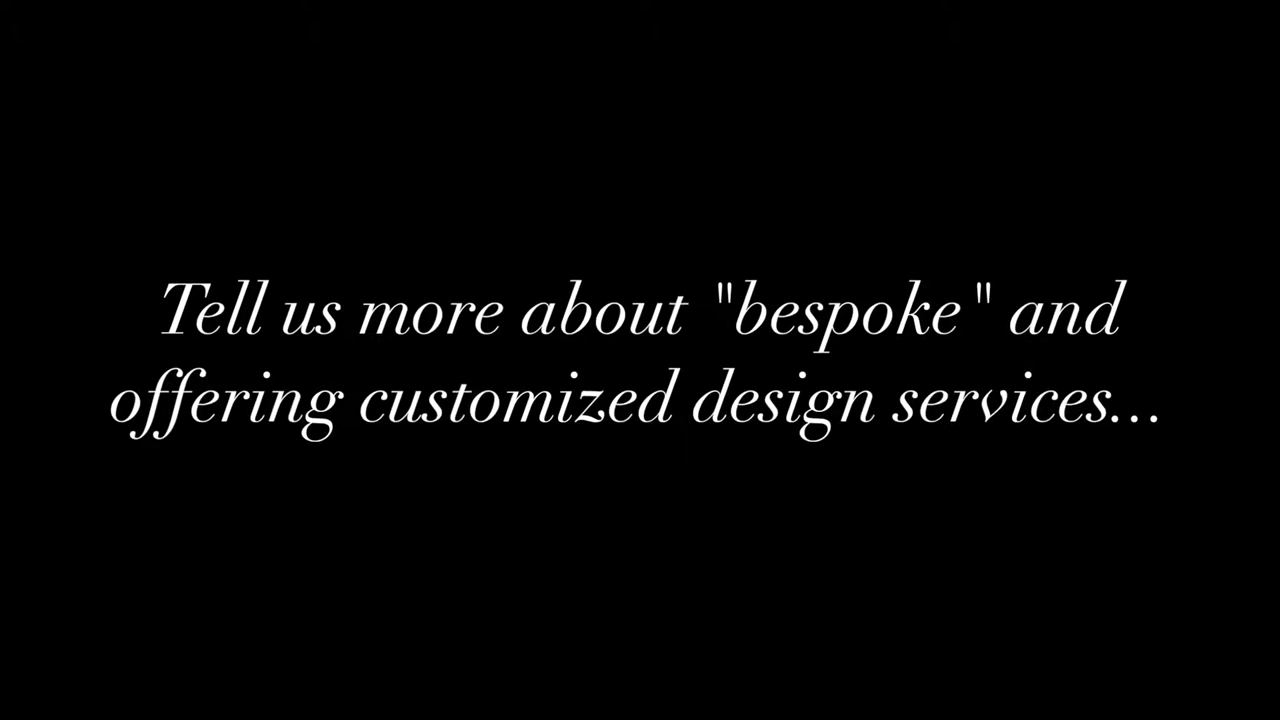 Tell us more about "bespoke" and
offering customized design services...